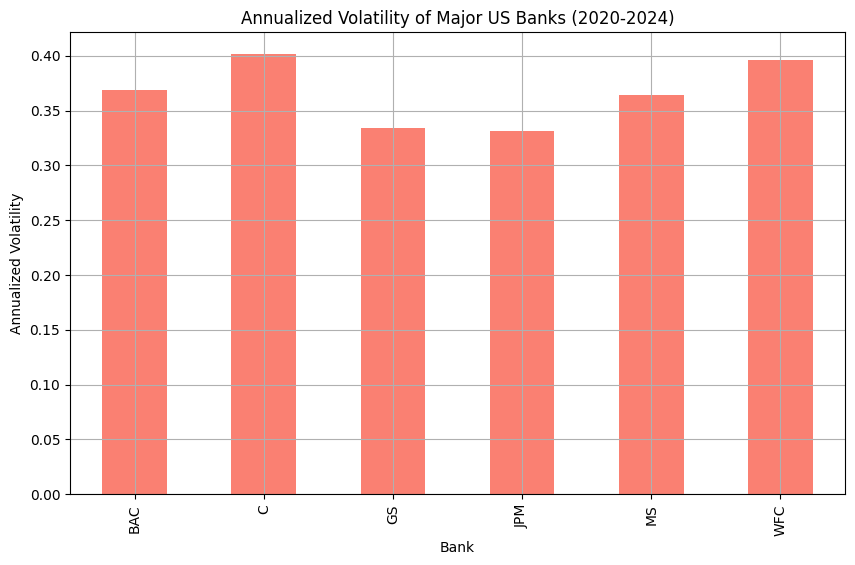 Annualized Volatility of Major US Banks (2020-2024)
Annualized Volatility
0.40
0.35
0.30
0.25
0.20
0.15
0.10
0.05
0.00
BAC
C
GS
JPM
MS
WFC
Bank